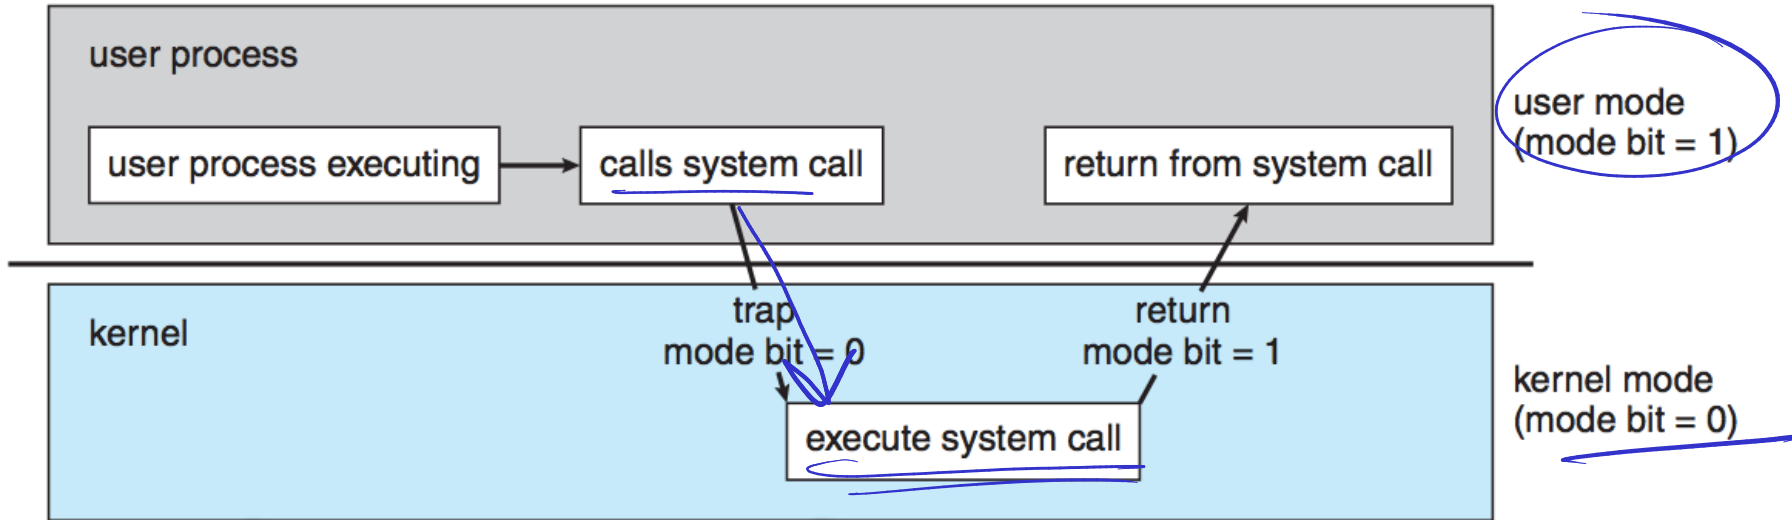 user process
user process executing
calls system call
return from system call
user mode
(mode bit = 1)
kernel
trap
mode bit = 0
return
mode bit = 1
execute system call
kernel mode
(mode bit = 0)